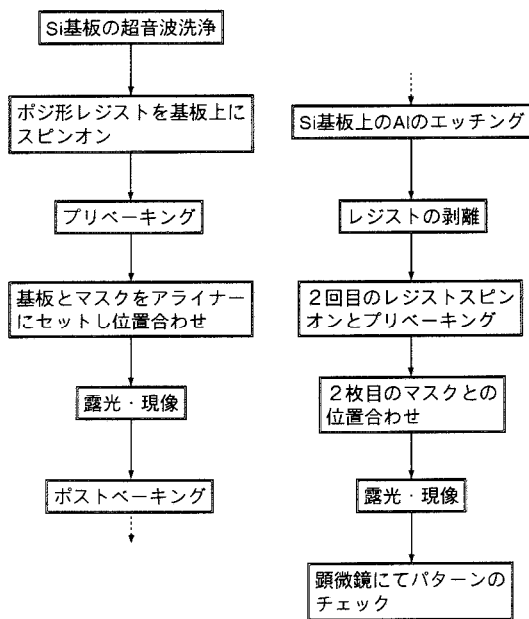 Si基板の超音波洗浄
ポジ形レジストを基板上に
スピンオン
プリベーキング
基板とマスクをアライナー
にセットし位置合わせ
露光・現像
ポストベーキング
Si基板上のAlのエッチング
レジストの剥離
２回目のレジストスピン
オンとプリベーキング
２枚目のマスクとの
位置合わせ
露光・現像
顕微鏡にてパターンの
チェック